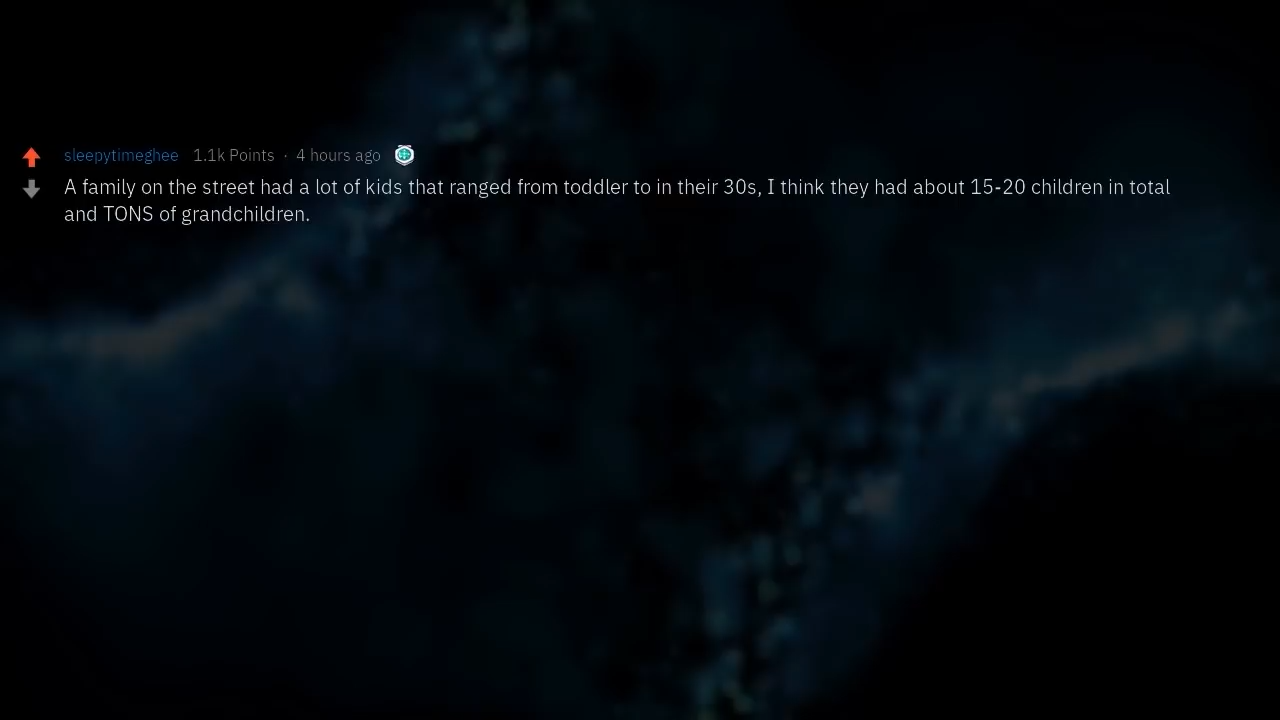 sleepytimeghee 1.1k Points · 4 hours ago
A family on the street had a lot of kids that ranged from toddler to in their 30s, I think they had about 15-20 children in total
and TONS of grandchildren.